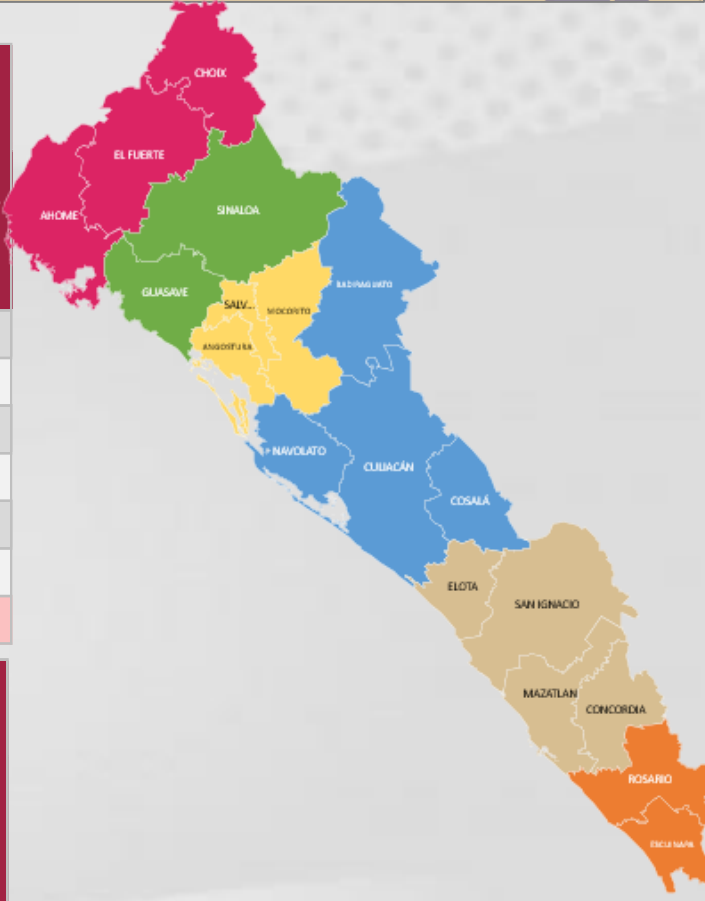 CHOIX
EL FUERTE
AHOME
SINALOA
BADIRAGUATO
GUASAVE
SALV...
MOCORITO
ANGOSTURA
NAVOLATO
CULIACÁN
COSALÁ
ELOTA
SAN IGNACIO
MAZATLAN
CONCORDIA
ROSARIO
ESCUINAPA